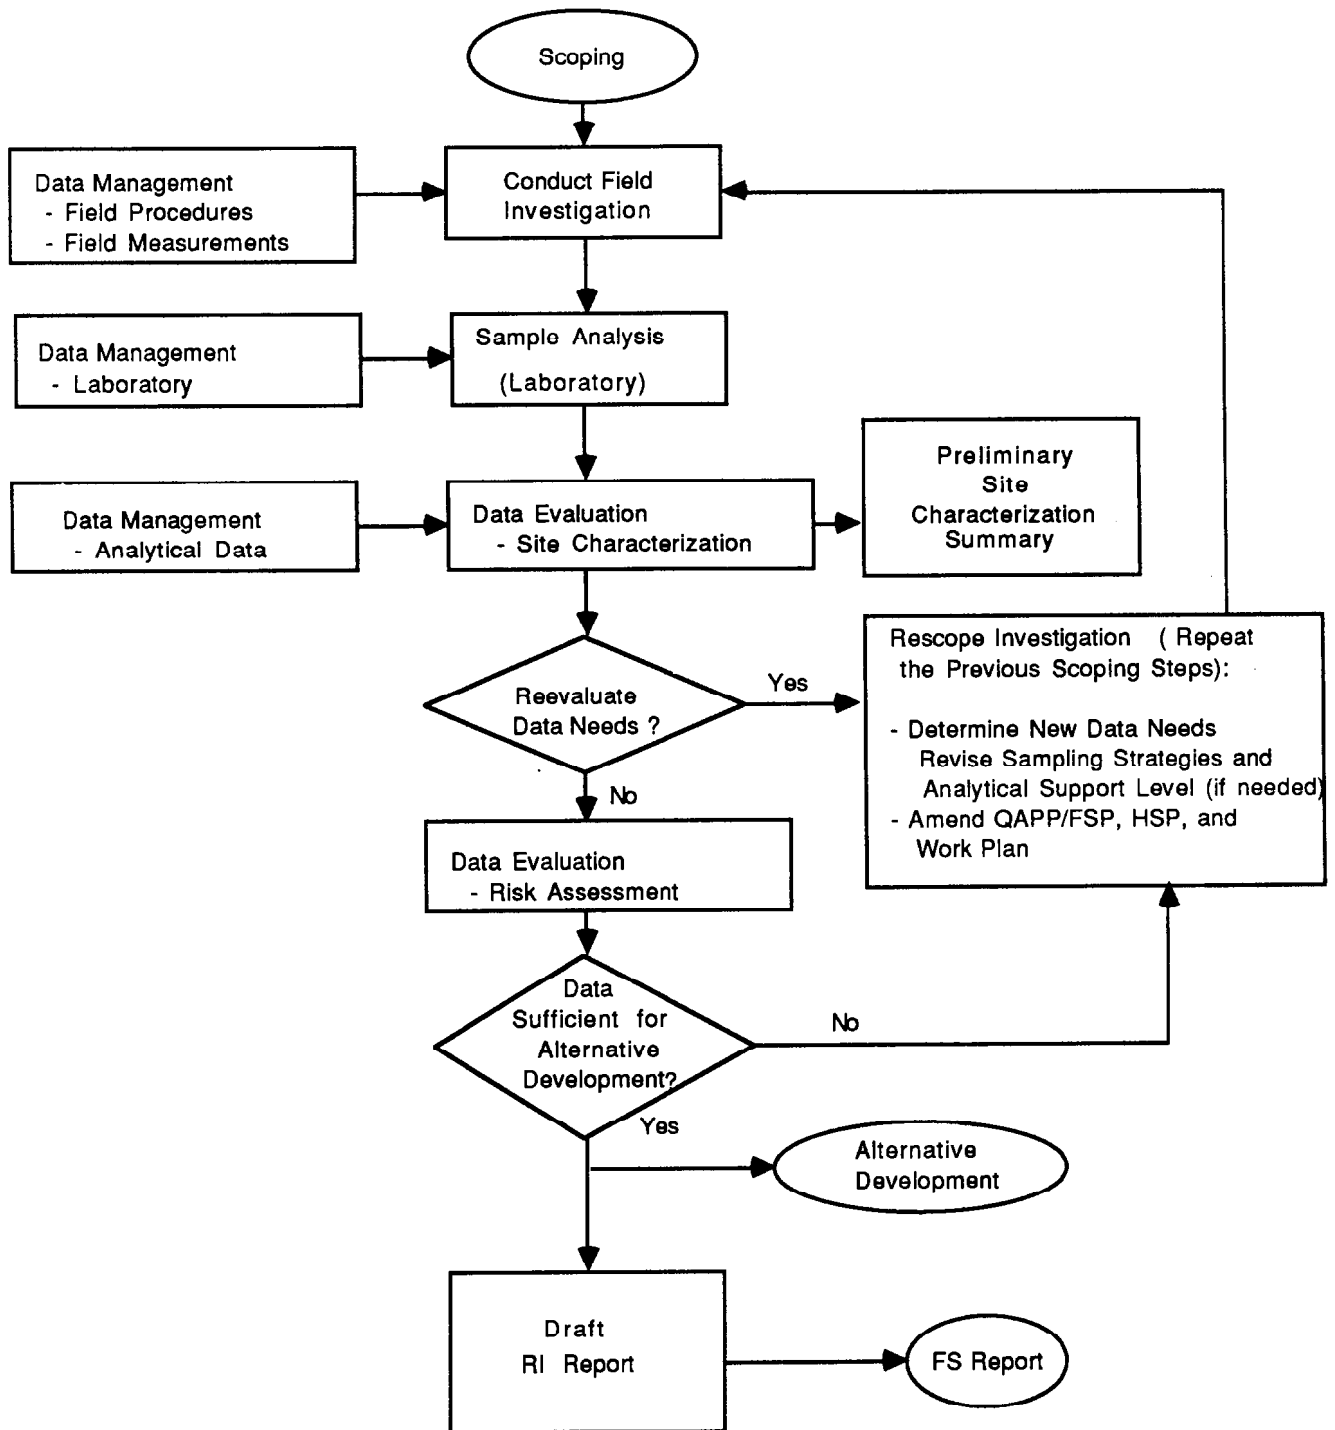 Scoping
Data Management
- Field Procedures
- Field Measurements
Conduct Field
Investigation
Data Management
- Laboratory
Sample Analysis
(Laboratory)
Data Management
- Analytical Data
Data Evaluation
- Site Characterization
Preliminary
Site
Characterization
Summary
Reevaluate
Data Needs ?
Yes
No
Rescope Investigation ( Repeat
the Previous Scoping Steps):
- Determine New Data Needs
Revise Sampling Strategies and
Analytical Support Level (if needed)
- Amend QAPP/FSP, HSP, and
Work Plan
Data Evaluation
- Risk Assessment
Data
Sufficient for
Alternative
Development?
No
Yes
Alternative
Development
Draft
RI Report
FS Report